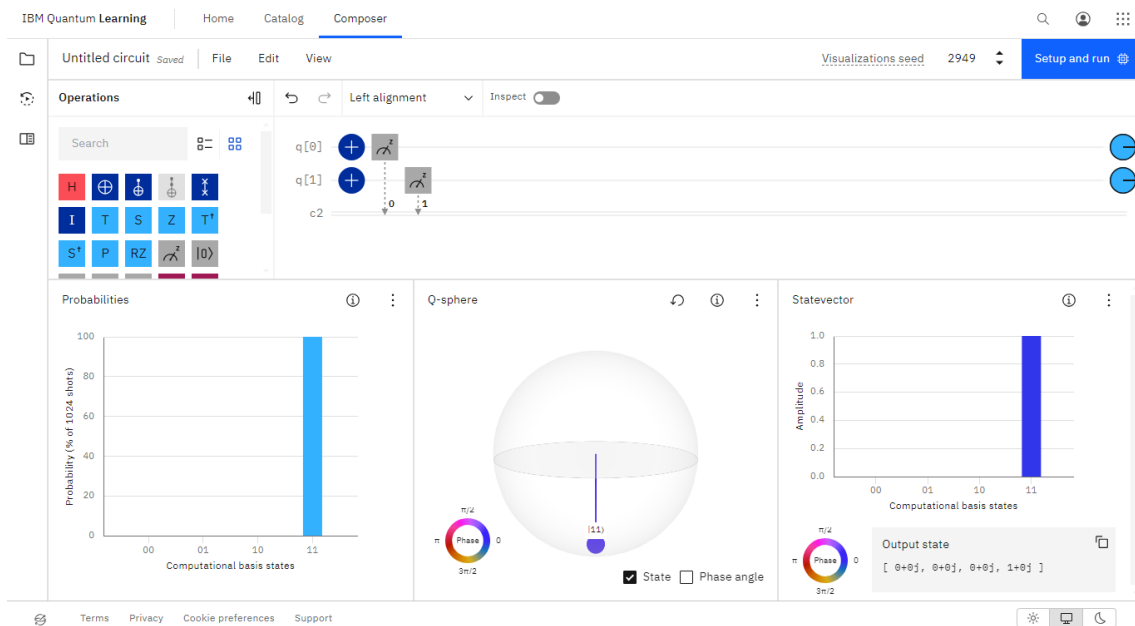 IBM Quantum Learning Home Catalog Composer
Untitled circuit Saved File Edit View Visualizations seed 2949 Setup and run
Operations Left alignment Inspect
Search
H
I T S Z T†
S† P RZ z |0⟩
q[0] + z
q[1] + z
c2 0 1
Probabilities
Probability (% of 1024 shots)
100
80
60
40
20
0
00 01 10 11
Computational basis states
Q-sphere
|11⟩
π/2
π Phase 0
3π/2
State Phase angle
Statevector
Amplitude
1.0
0.8
0.6
0.4
0.2
0.0
00 01 10 11
Computational basis states
π/2
π Phase 0
3π/2
Output state
[ 0+0j, 0+0j, 0+0j, 1+0j ]
Terms Privacy Cookie preferences Support